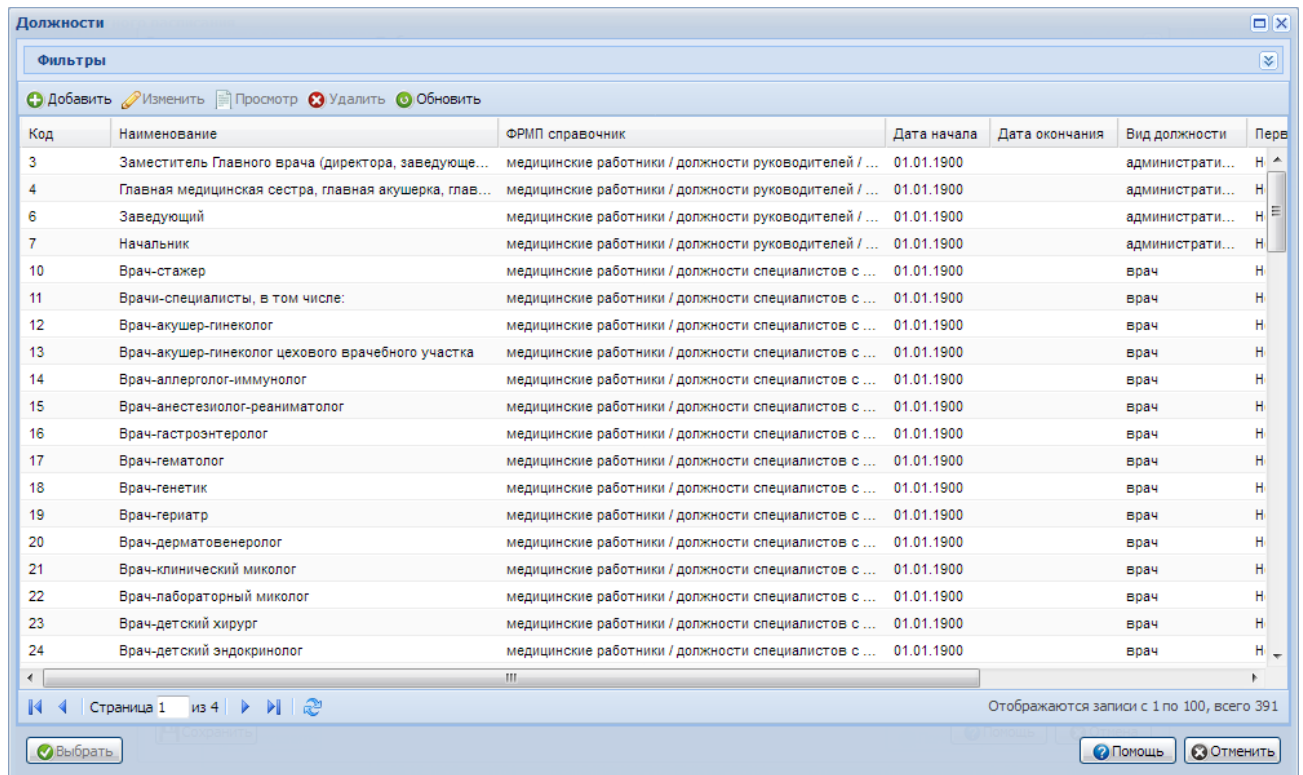 Должности
Фильтры
Добавить Изменить Просмотр Удалить Обновить
Код Наименование ФРМП справочник Дата начала Дата окончания Вид должности Перв
3 Заместитель Главного врача (директора, заведующе... медицинские работники / должности руководителей / ... 01.01.1900 администрати... Н
4 Главная медицинская сестра, главная акушерка, глав... медицинские работники / должности руководителей / ... 01.01.1900 администрати... Н
6 Заведующий медицинские работники / должности руководителей / ... 01.01.1900 администрати... Н
7 Начальник медицинские работники / должности руководителей / ... 01.01.1900 администрати... Н
10 Врач-стажер медицинские работники / должности специалистов с ... 01.01.1900 врач Н
11 Врачи-специалисты, в том числе: медицинские работники / должности специалистов с ... 01.01.1900 врач Н
12 Врач-акушер-гинеколог медицинские работники / должности специалистов с ... 01.01.1900 врач Н
13 Врач-акушер-гинеколог цехового врачебного участка медицинские работники / должности специалистов с ... 01.01.1900 врач Н
14 Врач-аллерголог-иммунолог медицинские работники / должности специалистов с ... 01.01.1900 врач Н
15 Врач-анестезиолог-реаниматолог медицинские работники / должности специалистов с ... 01.01.1900 врач Н
16 Врач-гастроэнтеролог медицинские работники / должности специалистов с ... 01.01.1900 врач Н
17 Врач-гематолог медицинские работники / должности специалистов с ... 01.01.1900 врач Н
18 Врач-генетик медицинские работники / должности специалистов с ... 01.01.1900 врач Н
19 Врач-гериатр медицинские работники / должности специалистов с ... 01.01.1900 врач Н
20 Врач-дерматовенеролог медицинские работники / должности специалистов с ... 01.01.1900 врач Н
21 Врач-клинический миколог медицинские работники / должности специалистов с ... 01.01.1900 врач Н
22 Врач-лабораторный миколог медицинские работники / должности специалистов с ... 01.01.1900 врач Н
23 Врач-детский хирург медицинские работники / должности специалистов с ... 01.01.1900 врач Н
24 Врач-детский эндокринолог медицинские работники / должности специалистов с ... 01.01.1900 врач Н
Страница 1 из 4 Отображаются записи с 1 по 100, всего 391
Выбрать Сохранить Помощь Отменить